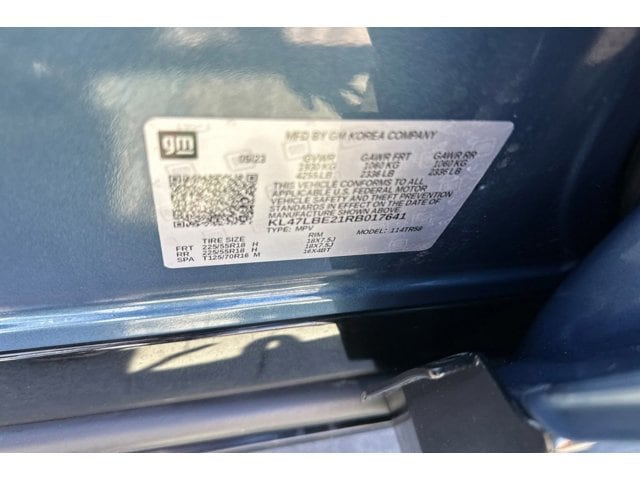 gm
MFD BY GM KOREA COMPANY
09/23 GVWR GAWR FRT GAWR RR
1930 KG 1060 KG 1060 KG
4255 LB 2336 LB 2336 LB
THIS VEHICLE CONFORMS TO ALL
APPLICABLE U.S. FEDERAL MOTOR
VEHICLE SAFETY AND THEFT PREVENTION
STANDARDS IN EFFECT ON THE DATE OF
MANUFACTURE SHOWN ABOVE.
KL47LBE21RB017641
TYPE: MPV MODEL: 114TR58
TIRE SIZE RIM
FRT 225/55R18 H 18X7.5J
RR 225/55R18 H 18X7.5J
SPA T125/70R16 M 16X4BT